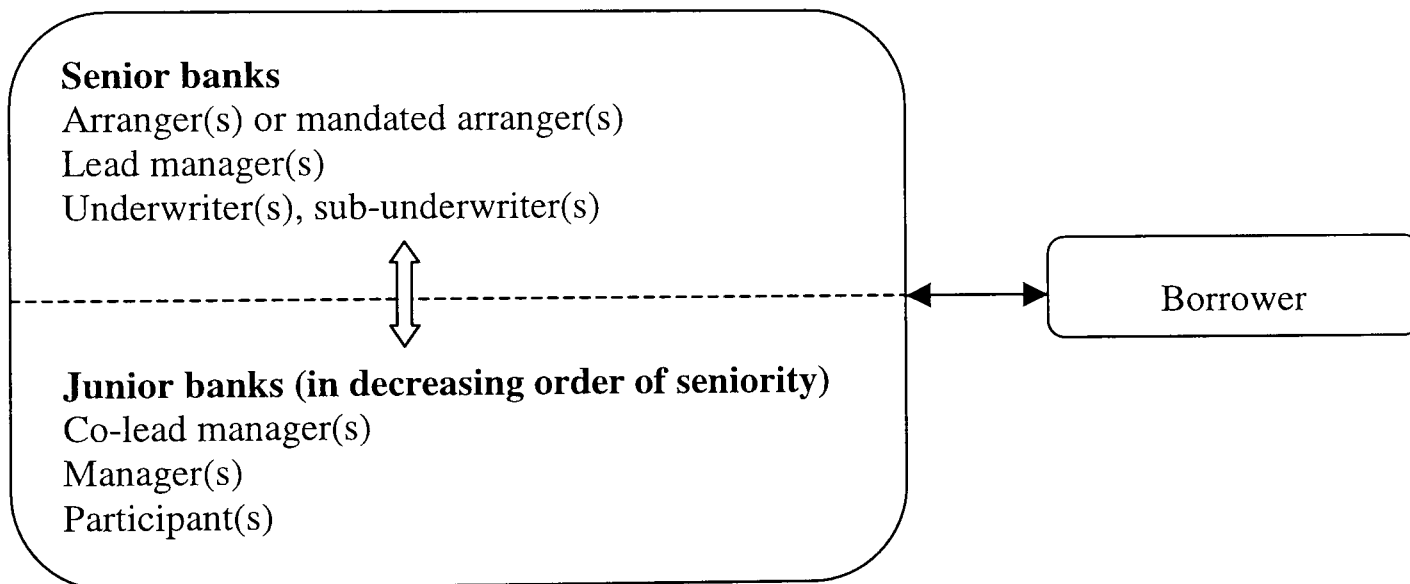 Senior banks
Arranger(s) or mandated arranger(s)
Lead manager(s)
Underwriter(s), sub-underwriter(s)
Borrower
Junior banks (in decreasing order of seniority)
Co-lead manager(s)
Manager(s)
Participant(s)